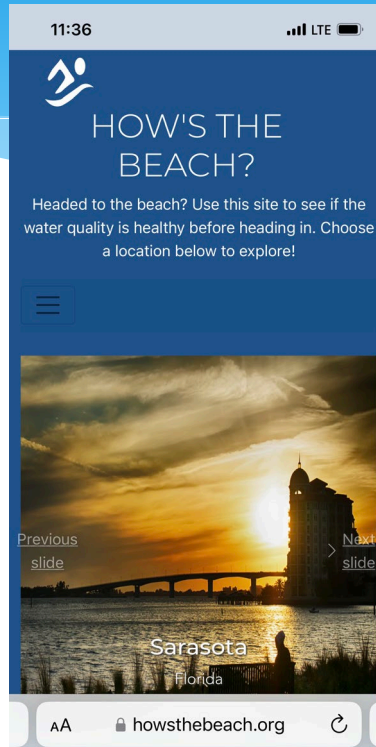 11:36
LTE
HOW'S THE
BEACH?
Headed to the beach? Use this site to see if the
water quality is healthy before heading in. Choose
a location below to explore!
Previous
slide
Next
slide
Sarasota
Florida
AA
howsthebeach.org